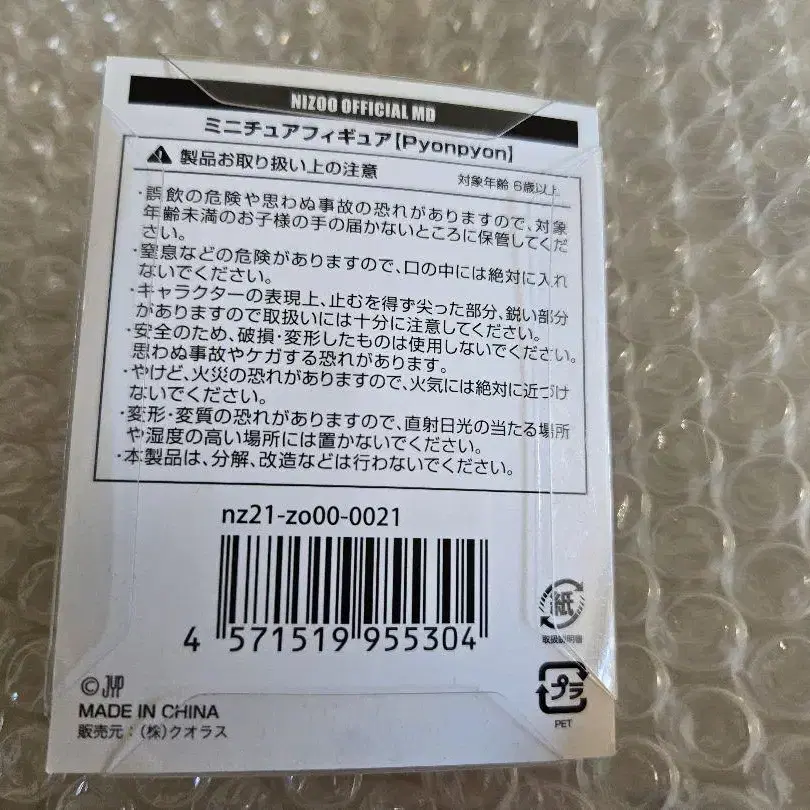 NIZOO OFFICIAL MD
ミニチュアフィギュア【Pyonpyon】
製品お取り扱い上の注意
対象年齢 6歳以上
・誤飲の危険や思わぬ事故の恐れがありますので、対象
年齢未満のお子様の手の届かないところに保管してくだ
さい。
・窒息などの危険がありますので、口の中には絶対に入れ
ないでください。
・キャラクターの表現上、止むを得ず尖った部分、鋭い部分
がありますので取扱いには十分に注意してください。
・安全のため、破損・変形したものは使用しないでください。
思わぬ事故やケガする恐れがあります。
・やけど、火災の恐れがありますので、火気には絶対に近づけ
ないでください。
・変形・変質の恐れがありますので、直射日光の当たる場所
や湿度の高い場所には置かないでください。
・本製品は、分解、改造などは行わないでください。
nz21-zo00-0021
4 571519 955304
紙
取扱説明書
プラ
PET
© JYP
MADE IN CHINA
販売元：(株)クオラス